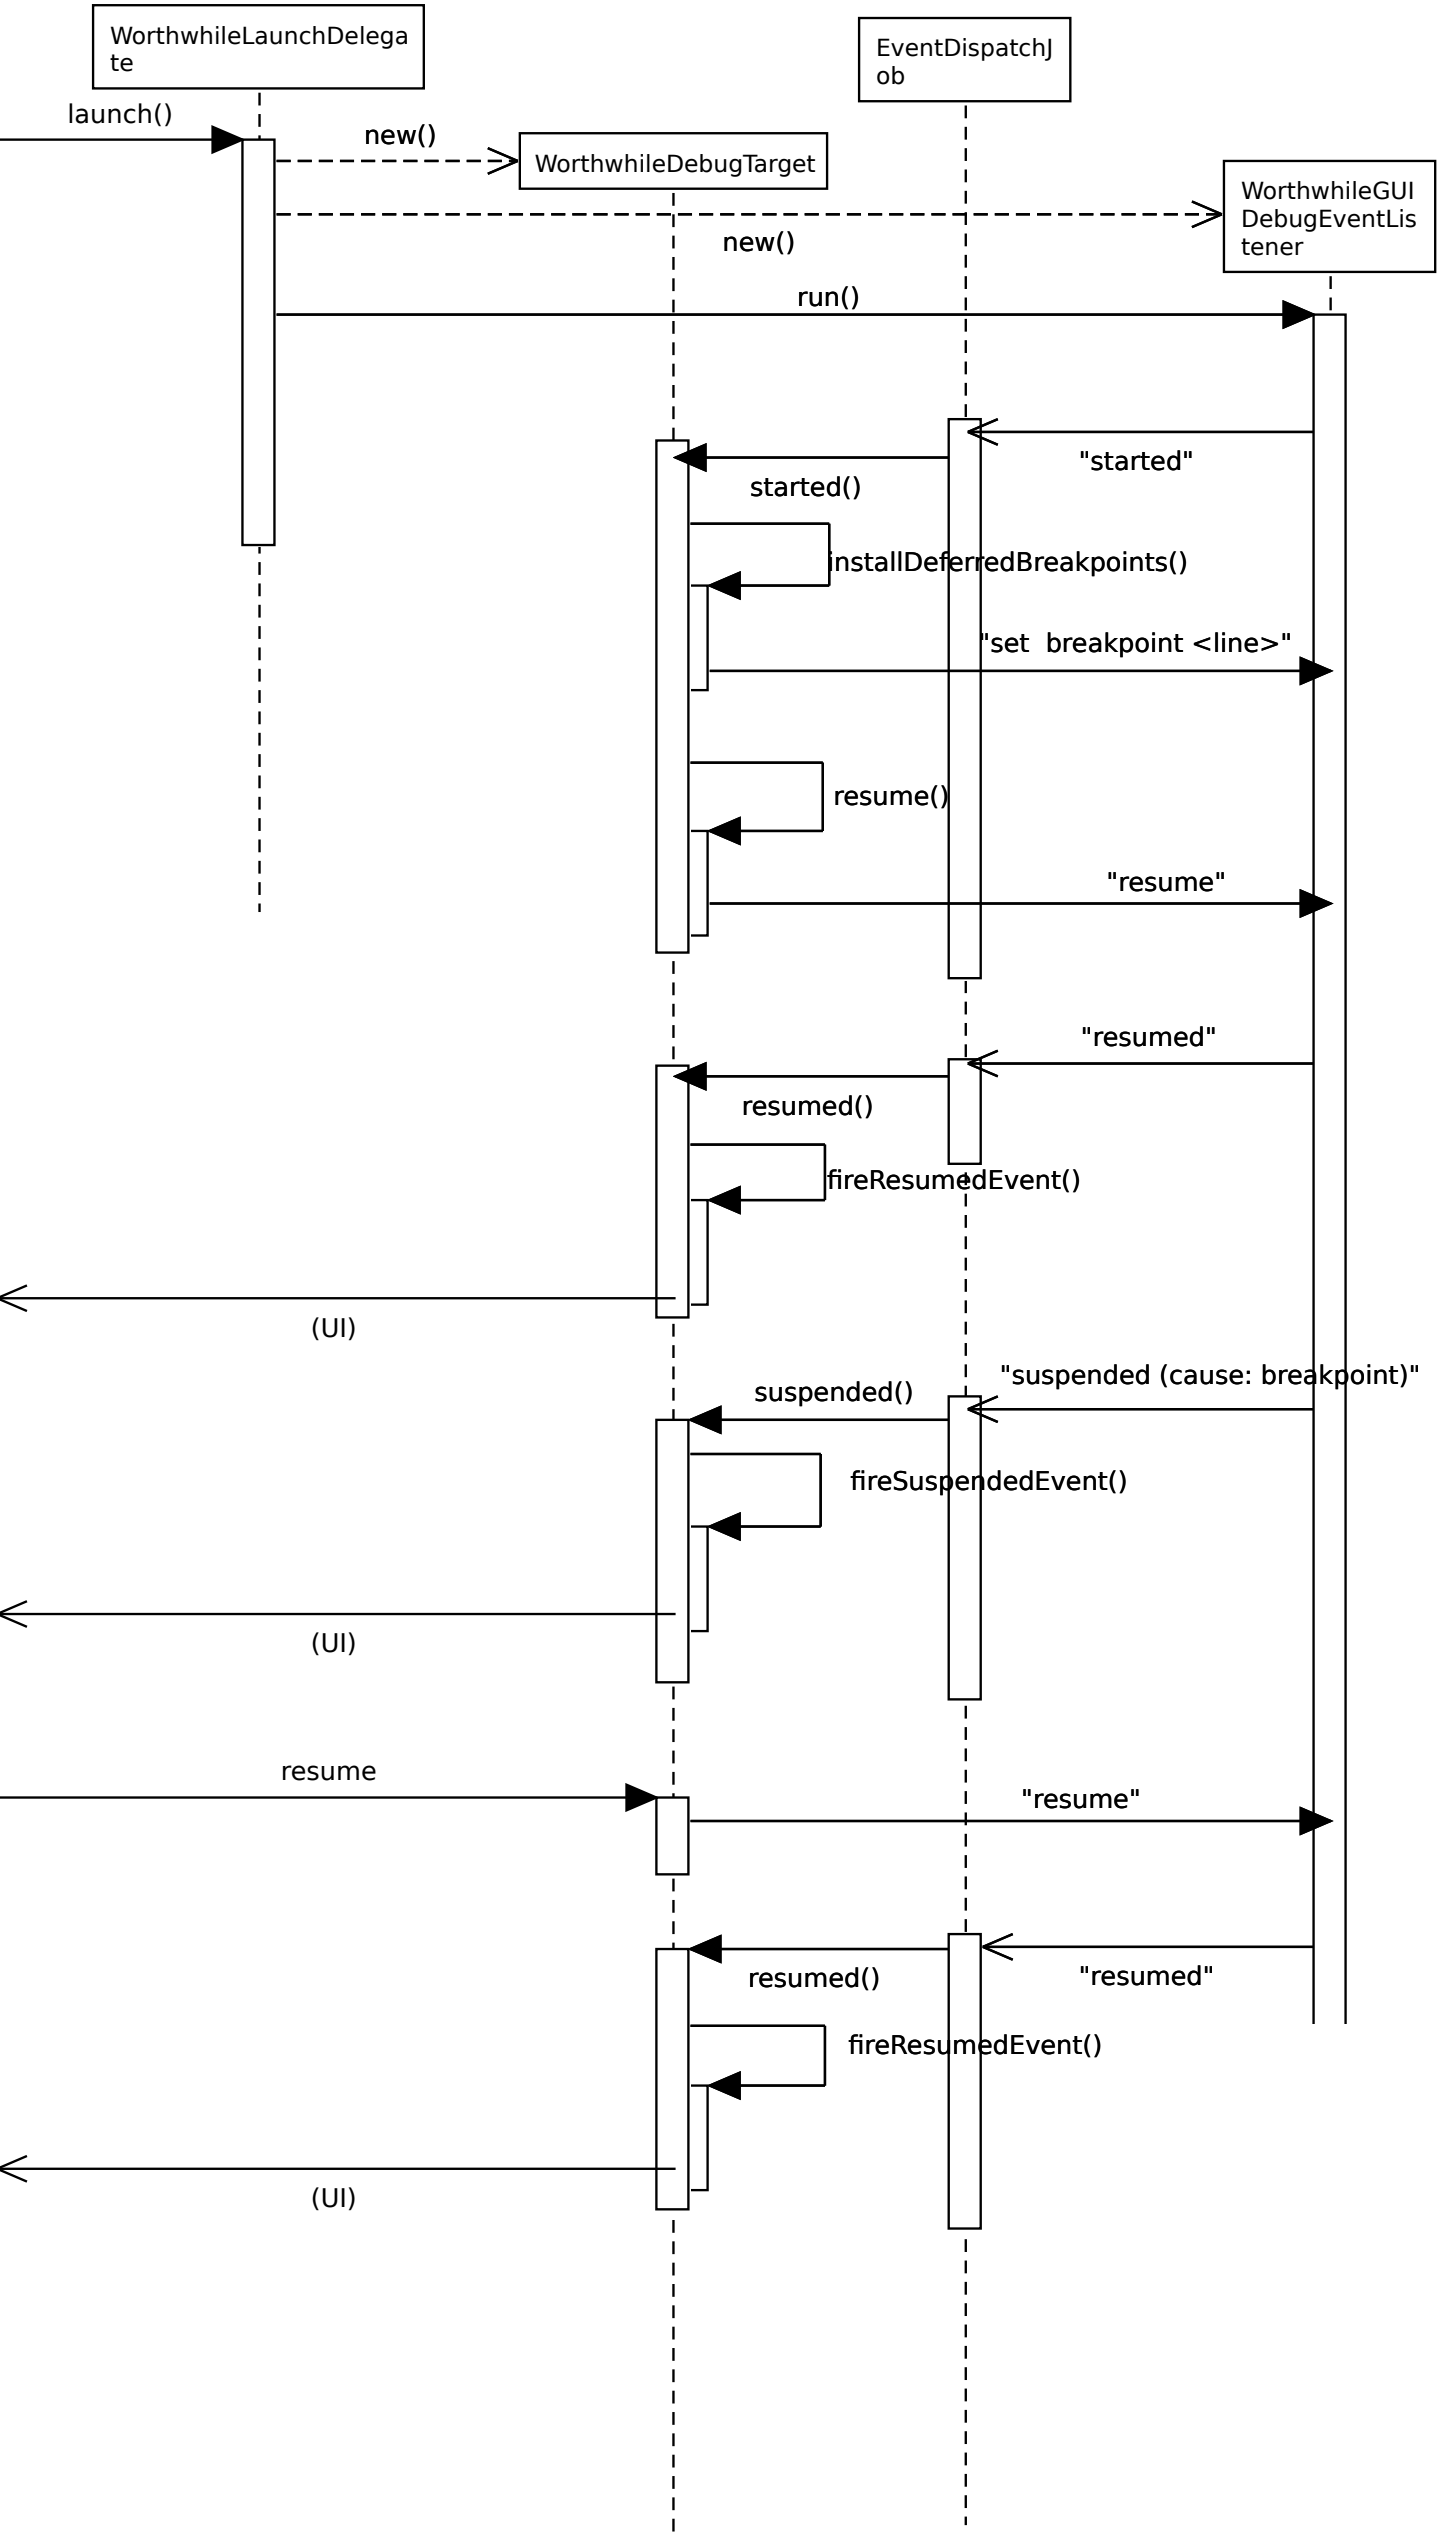 WorthwhileLaunchDelega
te
EventDispatchJ
ob
launch()
new()
WorthwhileDebugTarget
WorthwhileGUI
DebugEventLis
tener
new()
run()
"started"
started()
installDeferredBreakpoints()
"set  breakpoint <line>"
resume()
"resume"
"resumed"
resumed()
fireResumedEvent()
(UI)
"suspended (cause: breakpoint)"
suspended()
fireSuspendedEvent()
(UI)
resume
"resume"
resumed()
"resumed"
fireResumedEvent()
(UI)